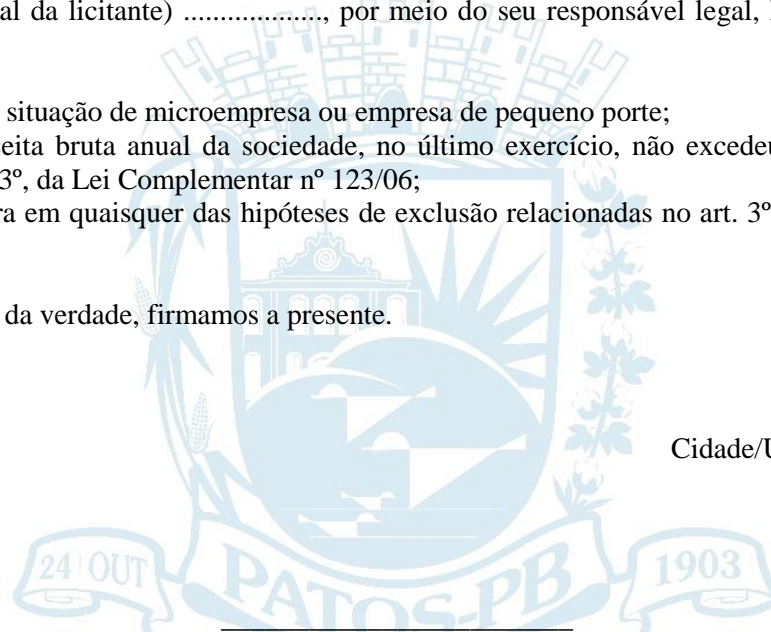 al da licitante) ..................., por meio do seu responsável legal,
situação de microempresa ou empresa de pequeno porte;
eita bruta anual da sociedade, no último exercício, não excedeu
3º, da Lei Complementar nº 123/06;
ra em quaisquer das hipóteses de exclusão relacionadas no art. 3º
da verdade, firmamos a presente.
Cidade/U
24 OUT
PATOS-PB
1903